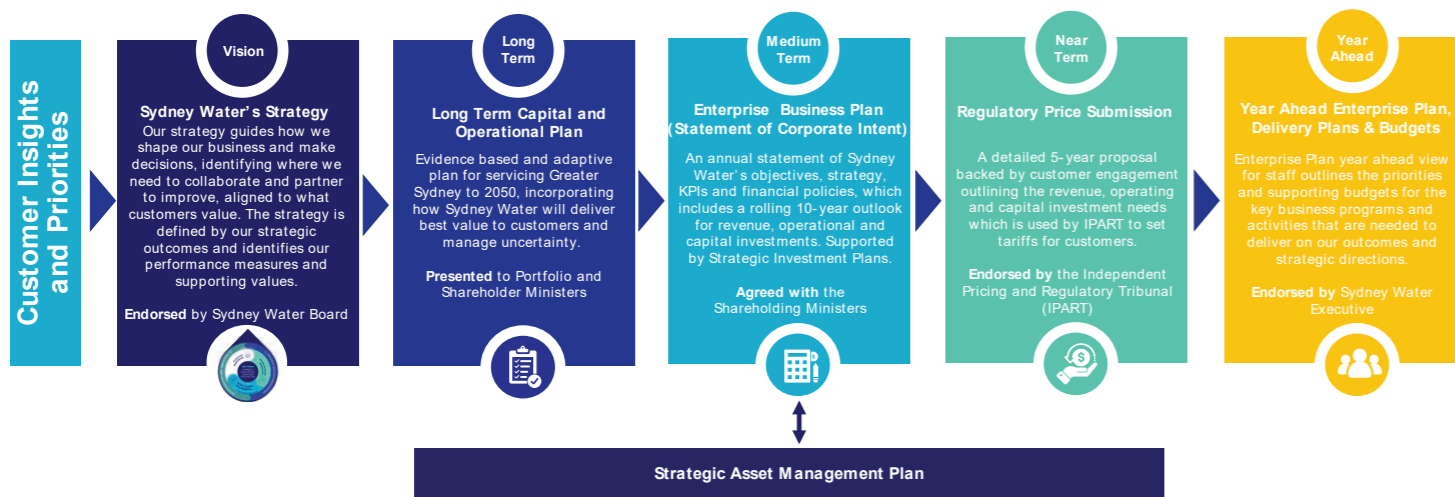 Customer Insights
and Priorities
Vision
Sydney Water's Strategy
Our strategy guides how we
shape our business and make
decisions, identifying where we
need to collaborate and partner
to improve, aligned to what
customers value. The strategy is
defined by our strategic
outcomes and identifies our
performance measures and
supporting values.
Endorsed by Sydney Water Board
Long
Term
Long Term Capital and
Operational Plan
Evidence based and adaptive
plan for servicing Greater
Sydney to 2050, incorporating
how Sydney Water will deliver
best value to customers and
manage uncertainty.
Presented to Portfolio and
Shareholder Ministers
Medium
Term
Enterprise Business Plan
(Statement of Corporate Intent)
An annual statement of Sydney
Water's objectives, strategy,
KPIs and financial policies, which
includes a rolling 10-year outlook
for revenue, operational and
capital investments. Supported
by Strategic Investment Plans.
Agreed with the
Shareholding Ministers
Near
Term
Regulatory Price Submission
A detailed 5-year proposal
backed by customer engagement
outlining the revenue, operating
and capital investment needs
which is used by IPART to set
tariffs for customers.
Endorsed by the Independent
Pricing and Regulatory Tribunal
(IPART)
Year
Ahead
Year Ahead Enterprise Plan,
Delivery Plans & Budgets
Enterprise Plan year ahead view
for staff outlines the priorities
and supporting budgets for the
key business programs and
activities that are needed to
deliver on our outcomes and
strategic directions.
Endorsed by Sydney Water
Executive
Strategic Asset Management Plan